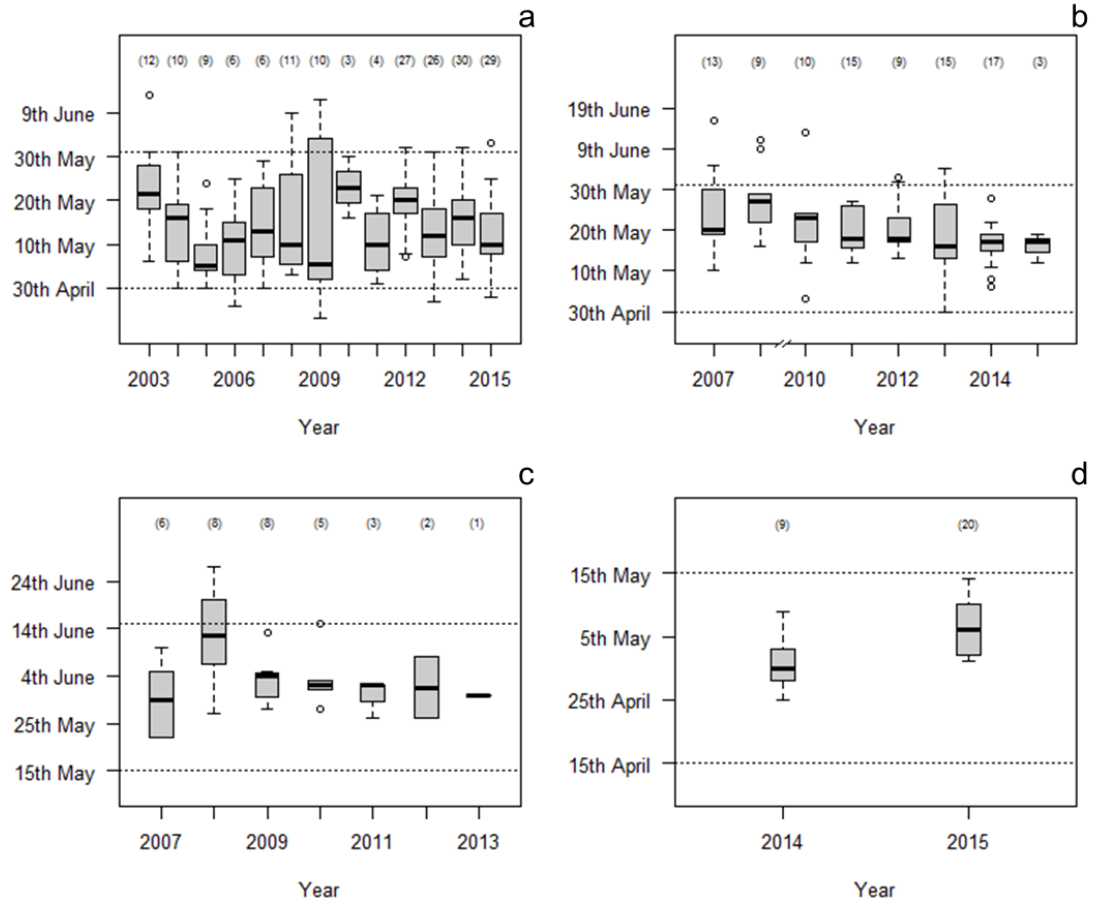 a
(12) (10) (9) (6) (6) (11) (10) (3) (4) (27) (26) (30) (29)
9th June
30th May
20th May
10th May
30th April
2003 2006 2009 2012 2015
Year
b
(13) (9) (10) (15) (9) (15) (17) (3)
19th June
9th June
30th May
20th May
10th May
30th April
2007 2010 2012 2014
Year
c
(6) (8) (8) (5) (3) (2) (1)
24th June
14th June
4th June
25th May
15th May
2007 2009 2011 2013
Year
d
(9) (20)
15th May
5th May
25th April
15th April
2014 2015
Year